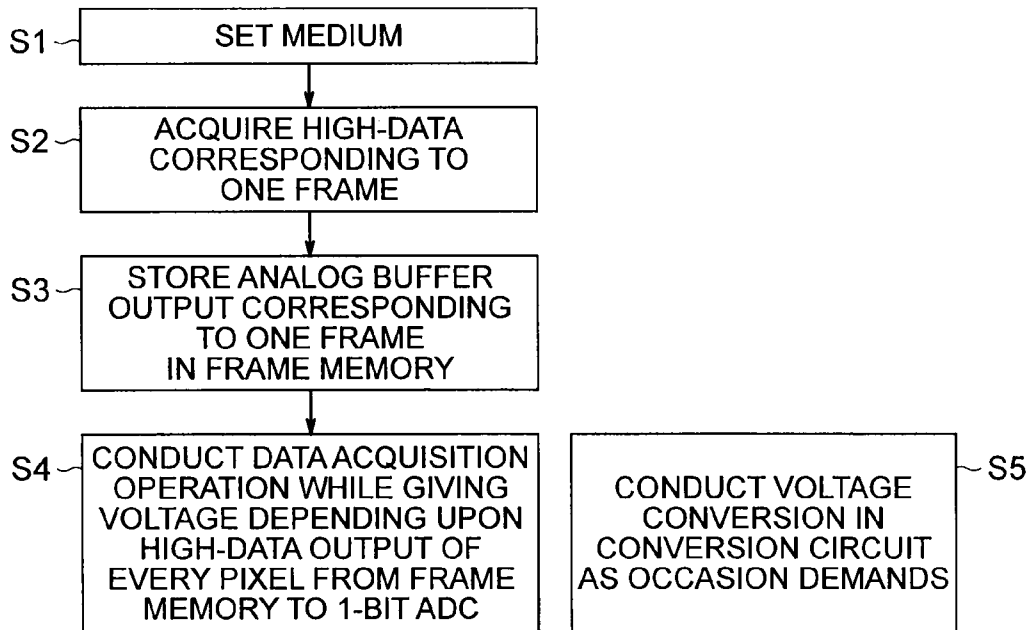 S1
SET MEDIUM
S2
ACQUIRE HIGH-DATA
CORRESPONDING TO
ONE FRAME
S3
STORE ANALOG BUFFER
OUTPUT CORRESPONDING
TO ONE FRAME
IN FRAME MEMORY
S4
CONDUCT DATA ACQUISITION
OPERATION WHILE GIVING
VOLTAGE DEPENDING UPON
HIGH-DATA OUTPUT OF
EVERY PIXEL FROM FRAME
MEMORY TO 1-BIT ADC
S5
CONDUCT VOLTAGE
CONVERSION IN
CONVERSION CIRCUIT
AS OCCASION DEMANDS